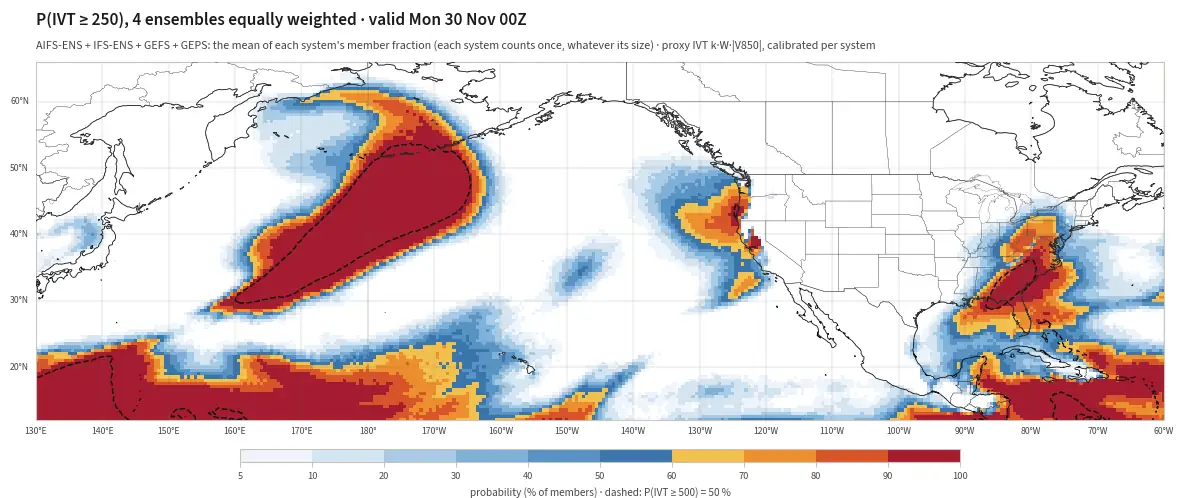 P(IVT ≥ 250), 4 ensembles equally weighted · valid Mon 30 Nov 00Z
AIFS-ENS + IFS-ENS + GEFS + GEPS: the mean of each system's member fraction (each system counts once, whatever its size) · proxy IVT k·W·|V850|, calibrated per system
60°N
50°N
40°N
30°N
20°N
130°E 140°E 150°E 160°E 170°E 180° 170°W 160°W 150°W 140°W 130°W 120°W 110°W 100°W 90°W 80°W 70°W 60°W
5 10 20 30 40 50 60 70 80 90 100
probability (% of members) · dashed: P(IVT ≥ 500) = 50 %